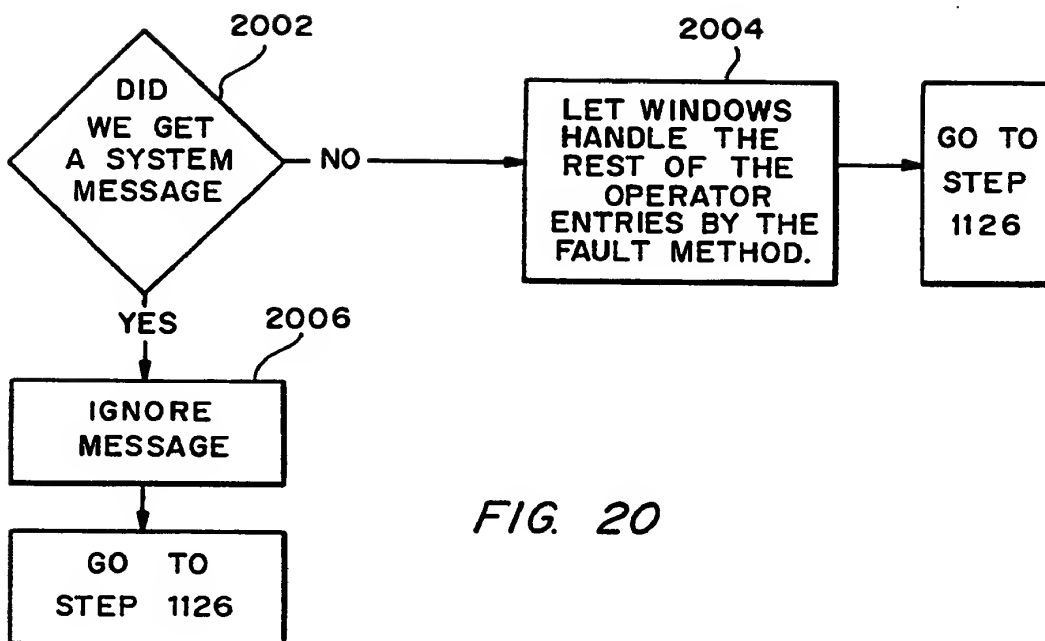 2002
DID
WE GET
A SYSTEM
MESSAGE
NO
2004
LET WINDOWS
HANDLE THE
REST OF THE
OPERATOR
ENTRIES BY THE
FAULT METHOD.
GO TO
STEP
1126
YES
2006
IGNORE
MESSAGE
GO TO
STEP 1126
FIG. 20